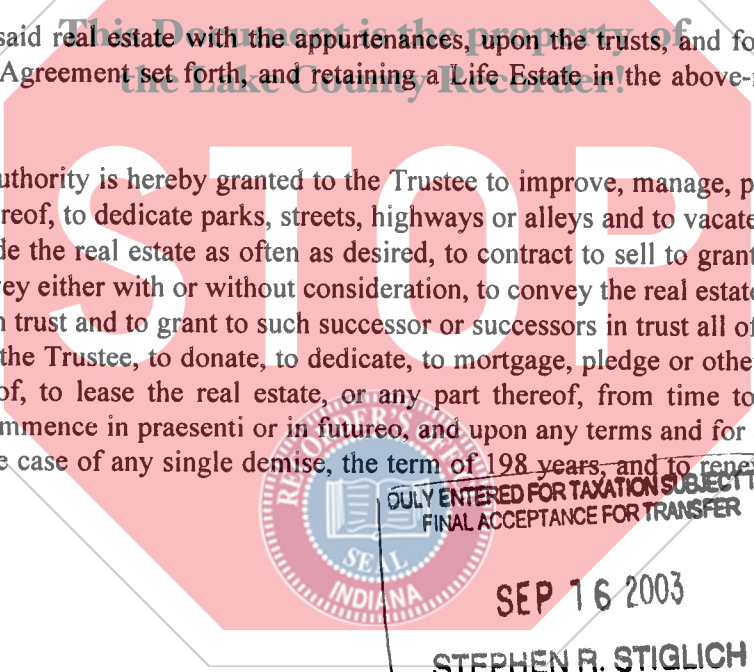 This Document is the property of
said real estate with the appurtenances, upon the trusts, and fo
the Lake County Recorder!
Agreement set forth, and retaining a Life Estate in the above-
STOP
uthority is hereby granted to the Trustee to improve, manage, p
reof, to dedicate parks, streets, highways or alleys and to vacate
de the real estate as often as desired, to contract to sell to grant
ey either with or without consideration, to convey the real estate
n trust and to grant to such successor or successors in trust all of
the Trustee, to donate, to dedicate, to mortgage, pledge or othe
of, to lease the real estate, or any part thereof, from time to
mmence in praesenti or in futureo, and upon any terms and for
e case of any single demise, the term of 198 years, and to rene
RECORDER'S
SEAL
INDIANA
DULY ENTERED FOR TAXATION SUBJECT T
FINAL ACCEPTANCE FOR TRANSFER
SEP 16 2003
STEPHEN R. STIGLICH